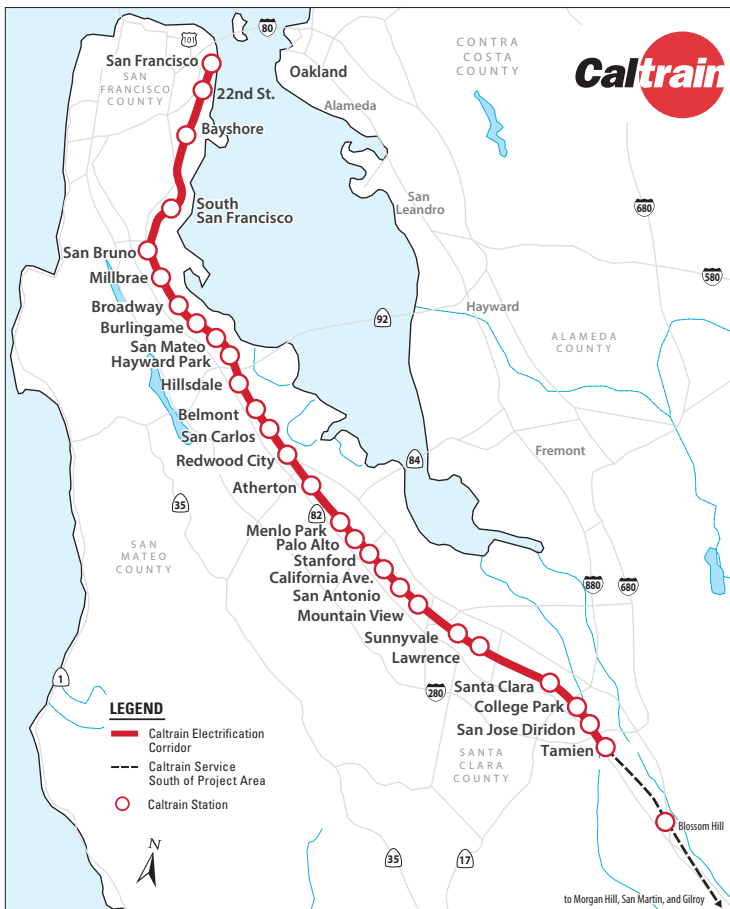 80
101
San Francisco
SAN
FRANCISCO
COUNTY
CONTRA
COSTA
COUNTY
Caltrain
Oakland
22nd St.
Alameda
Bayshore
South
San Francisco
San
Leandro
680
San Bruno
580
Millbrae
Broadway
Hayward
92
Burlingame
San Mateo
Hayward Park
ALAMEDA
COUNTY
Hillsdale
Belmont
San Carlos
Redwood City
Fremont
84
Atherton
35
82
Menlo Park
Palo Alto
Stanford
California Ave.
San Antonio
Mountain View
SAN
MATEO
COUNTY
880
680
Sunnyvale
Lawrence
1
280
Santa Clara
College Park
San Jose Diridon
Tamien
SANTA
CLARA
COUNTY
LEGEND
Caltrain Electrification
Corridor
Caltrain Service
South of Project Area
Caltrain Station
Blossom Hill
N
35
17
to Morgan Hill, San Martin, and Gilroy